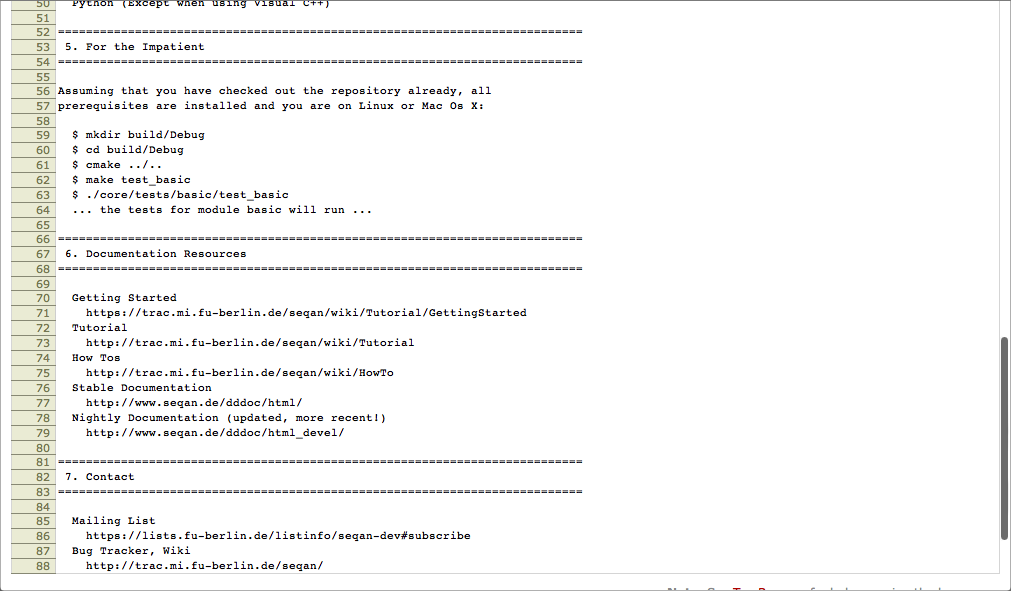 50 Python (Except when using Visual C++)
51
52 ===========================================================================
53 5. For the Impatient
54 ===========================================================================
55
56 Assuming that you have checked out the repository already, all
57 prerequisites are installed and you are on Linux or Mac Os X:
58
59 $ mkdir build/Debug
60 $ cd build/Debug
61 $ cmake ../..
62 $ make test_basic
63 $ ./core/tests/basic/test_basic
64 ... the tests for module basic will run ...
65
66 ===========================================================================
67 6. Documentation Resources
68 ===========================================================================
69
70 Getting Started
71 https://trac.mi.fu-berlin.de/seqan/wiki/Tutorial/GettingStarted
72 Tutorial
73 http://trac.mi.fu-berlin.de/seqan/wiki/Tutorial
74 How Tos
75 http://trac.mi.fu-berlin.de/seqan/wiki/HowTo
76 Stable Documentation
77 http://www.seqan.de/dddoc/html/
78 Nightly Documentation (updated, more recent!)
79 http://www.seqan.de/dddoc/html_devel/
80
81 ===========================================================================
82 7. Contact
83 ===========================================================================
84
85 Mailing List
86 https://lists.fu-berlin.de/listinfo/seqan-dev#subscribe
87 Bug Tracker, Wiki
88 http://trac.mi.fu-berlin.de/seqan/